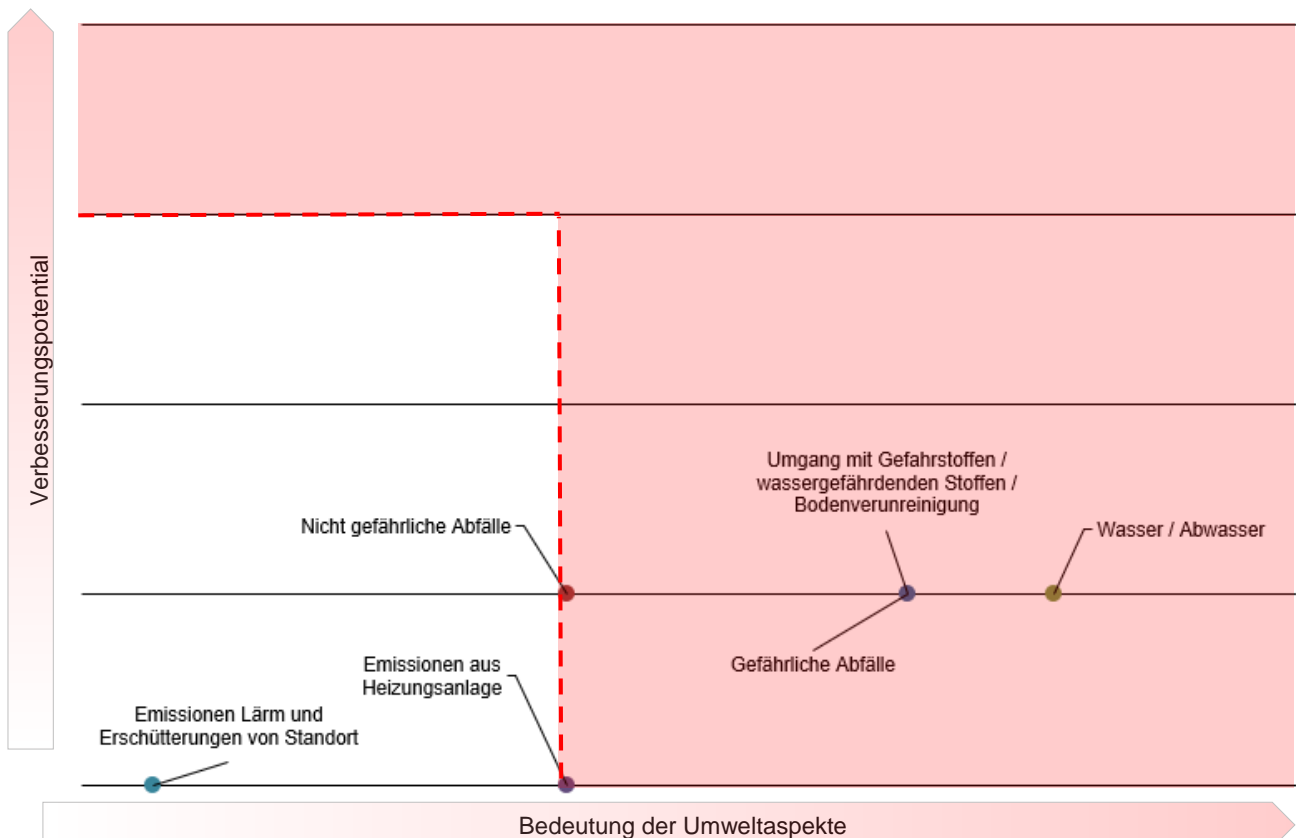 Verbesserungspotential
Umgang mit Gefahrstoffen /
wassergefährdenden Stoffen /
Bodenverunreinigung
Nicht gefährliche Abfälle
Wasser / Abwasser
Emissionen aus
Heizungsanlage
Gefährliche Abfälle
Emissionen Lärm und
Erschütterungen von Standort
Bedeutung der Umweltaspekte